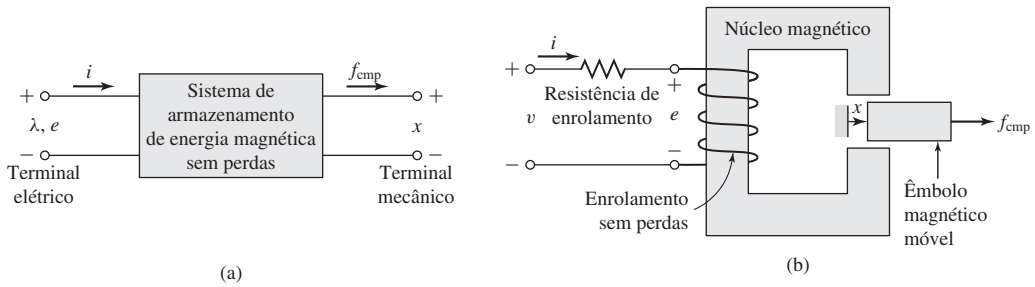 i
+
λ, e
−
Terminal
elétrico
Sistema de
armazenamento
de energia magnética
sem perdas
f_cmp
+
x
−
Terminal
mecânico
(a)
i
+
v
−
Resistência de
enrolamento
+
e
−
Enrolamento
sem perdas
Núcleo magnético
x
f_cmp
Êmbolo
magnético
móvel
(b)